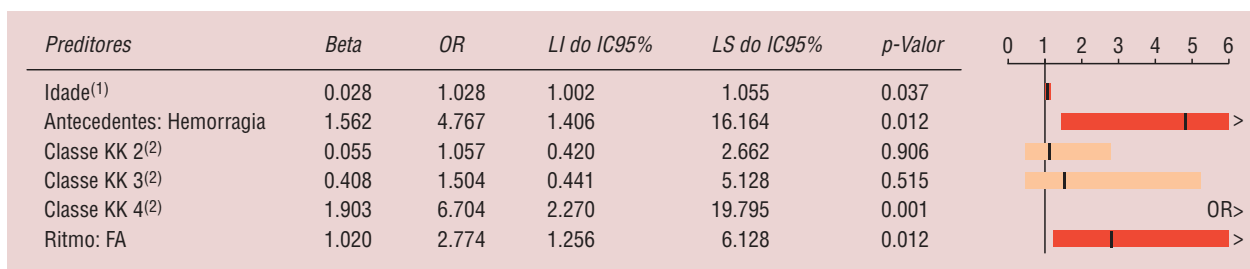 Preditores Beta OR LI do IC95% LS do IC95% p-Valor 0 1 2 3 4 5 6
Idade(1) 0.028 1.028 1.002 1.055 0.037
Antecedentes: Hemorragia 1.562 4.767 1.406 16.164 0.012 >
Classe KK 2(2) 0.055 1.057 0.420 2.662 0.906
Classe KK 3(2) 0.408 1.504 0.441 5.128 0.515
Classe KK 4(2) 1.903 6.704 2.270 19.795 0.001 OR>
Ritmo: FA 1.020 2.774 1.256 6.128 0.012 >